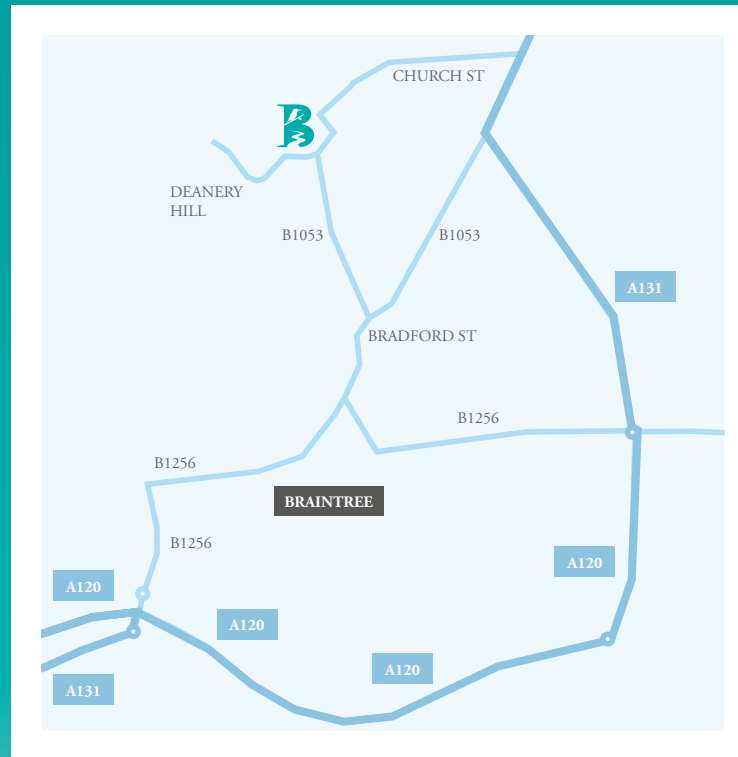 CHURCH ST
B
DEANERY
HILL
B1053
B1053
A131
BRADFORD ST
B1256
B1256
BRAINTREE
B1256
A120
A120
A120
A120
A131